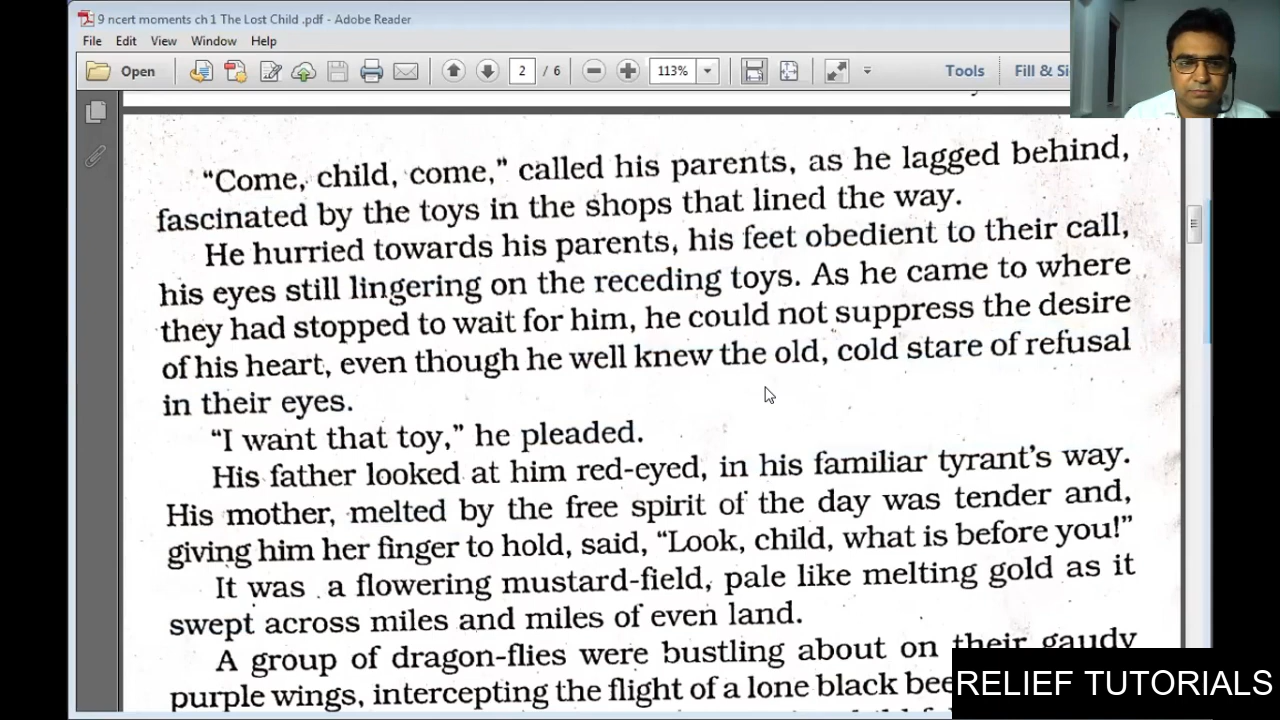 9 ncert moments ch 1 The Lost Child .pdf - Adobe Reader
File Edit View Window Help
Open 2 / 6 113% Tools Fill &
"Come, child, come," called his parents, as he lagged behind,
fascinated by the toys in the shops that lined the way.
He hurried towards his parents, his feet obedient to their call,
his eyes still lingering on the receding toys. As he came to where
they had stopped to wait for him, he could not suppress the desire
of his heart, even though he well knew the old, cold stare of refusal
in their eyes.
"I want that toy," he pleaded.
His father looked at him red-eyed, in his familiar tyrant's way.
His mother, melted by the free spirit of the day was tender and,
giving him her finger to hold, said, "Look, child, what is before you!"
It was a flowering mustard-field, pale like melting gold as it
swept across miles and miles of even land.
A group of dragon-flies were bustling about on their gaudy
purple wings, intercepting the flight of a lone black
RELIEF TUTORIALS